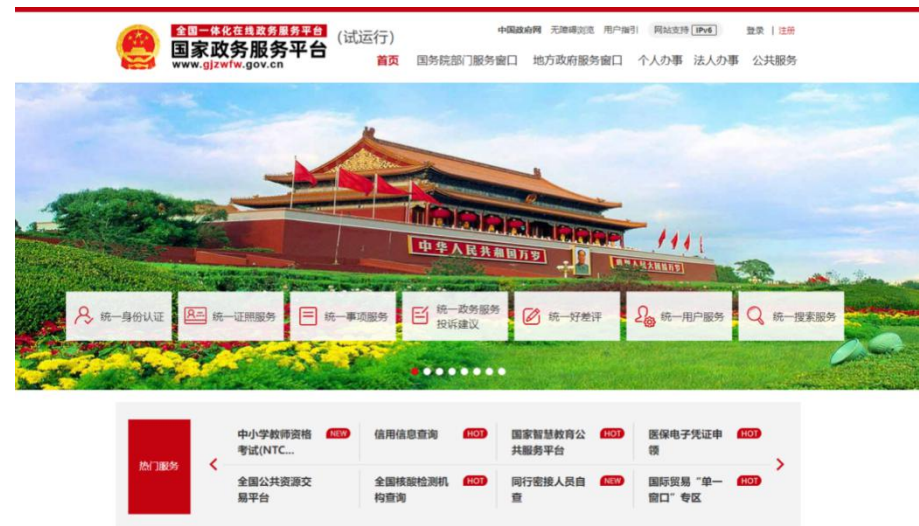 全国一体化在线政务服务平台
国家政务服务平台
www.gjzwfw.gov.cn
(试运行)
中国政府网 无障碍浏览 用户指引 网站支持 IPv6 登录 | 注册
首页 国务院部门服务窗口 地方政府服务窗口 个人办事 法人办事 公共服务
中华人民共和国万岁
世界人民大团结万岁
统一身份认证
统一证照服务
统一事项服务
统一政务服务
投诉建议
统一好差评
统一用户服务
统一搜索服务
热门服务
中小学教师资格 NEW
考试(NTC...
信用信息查询 HOT
国家智慧教育公 HOT
共服务平台
医保电子凭证申 HOT
领
全国公共资源交
易平台
全国核酸检测机 HOT
构查询
同行密接人员自 NEW
查
国际贸易“单一 HOT
窗口”专区